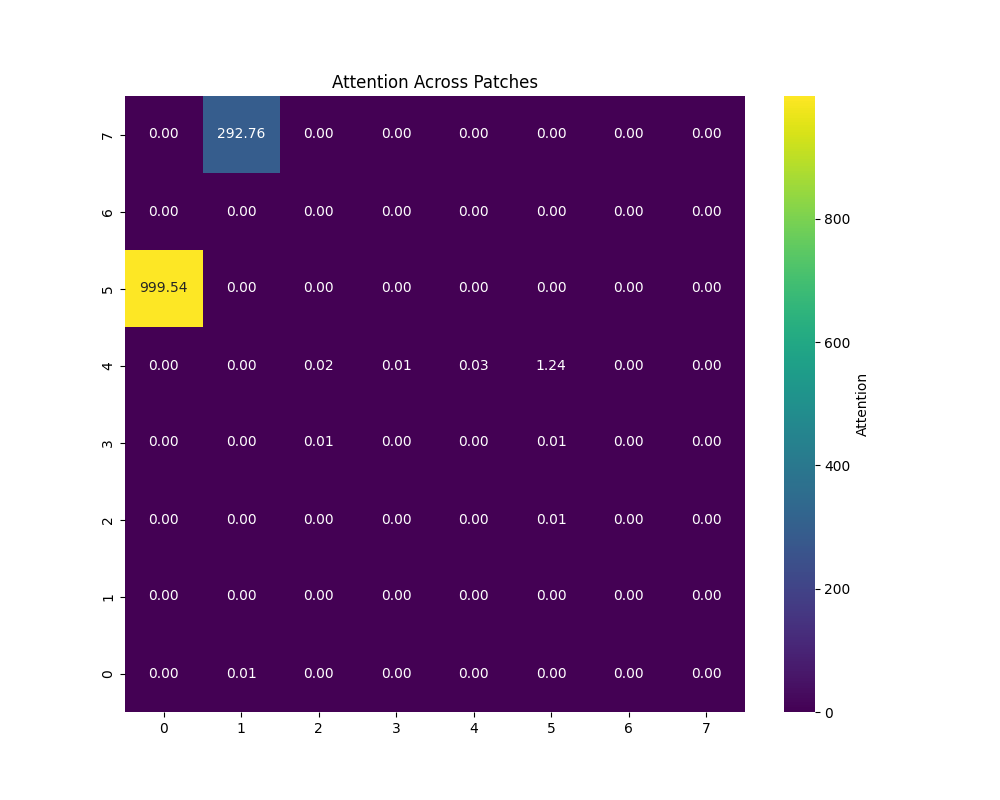 Attention Across Patches
7 0.00 292.76 0.00 0.00 0.00 0.00 0.00 0.00
6 0.00 0.00 0.00 0.00 0.00 0.00 0.00 0.00
5 999.54 0.00 0.00 0.00 0.00 0.00 0.00 0.00
4 0.00 0.00 0.02 0.01 0.03 1.24 0.00 0.00
3 0.00 0.00 0.01 0.00 0.00 0.01 0.00 0.00
2 0.00 0.00 0.00 0.00 0.00 0.01 0.00 0.00
1 0.00 0.00 0.00 0.00 0.00 0.00 0.00 0.00
0 0.00 0.01 0.00 0.00 0.00 0.00 0.00 0.00
0 1 2 3 4 5 6 7
800
600
400
200
0
Attention